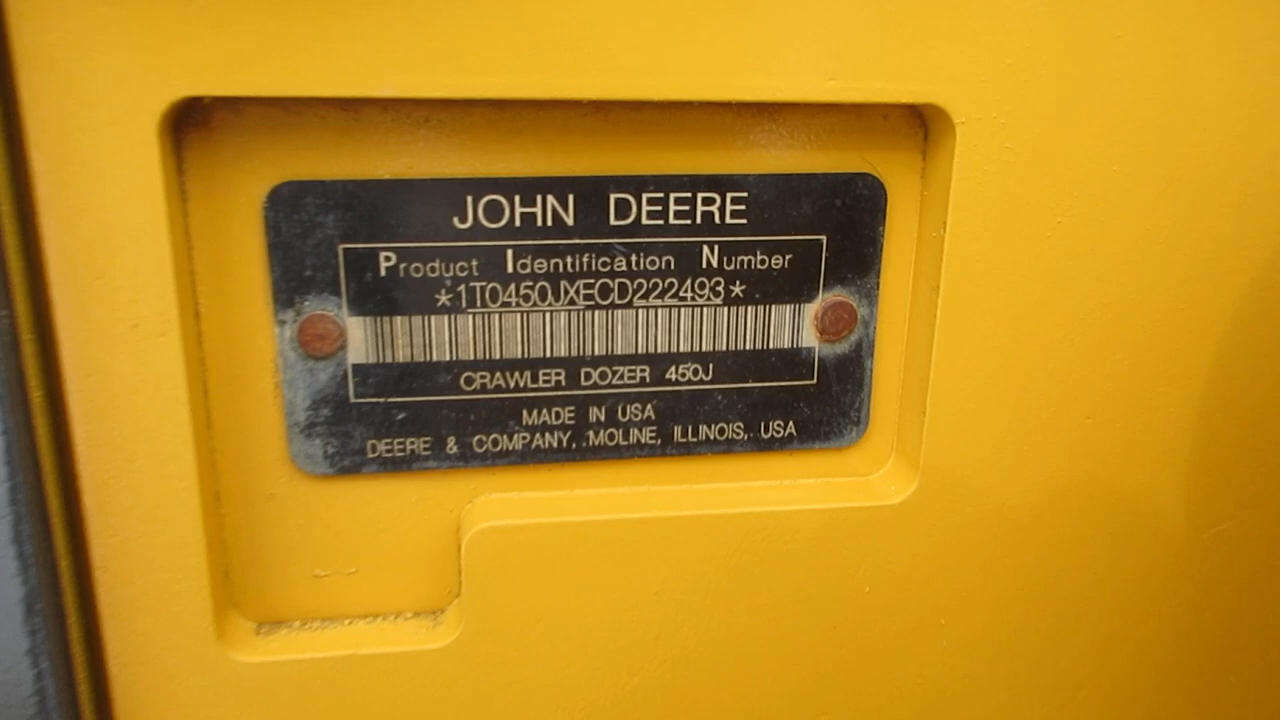 JOHN DEERE
Product Identification Number
*1T0450JXECD222493*
CRAWLER DOZER 450J
MADE IN USA
DEERE & COMPANY, MOLINE, ILLINOIS, USA